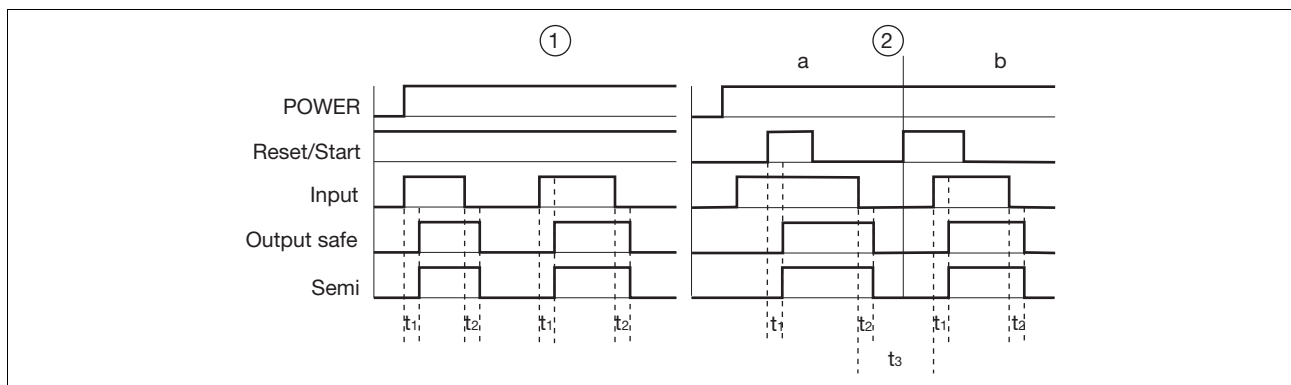 1
2
a
b
POWER
Reset/Start
Input
Output safe
Semi
t1 t2 t1 t2 t1 t2 t1 t2
t3